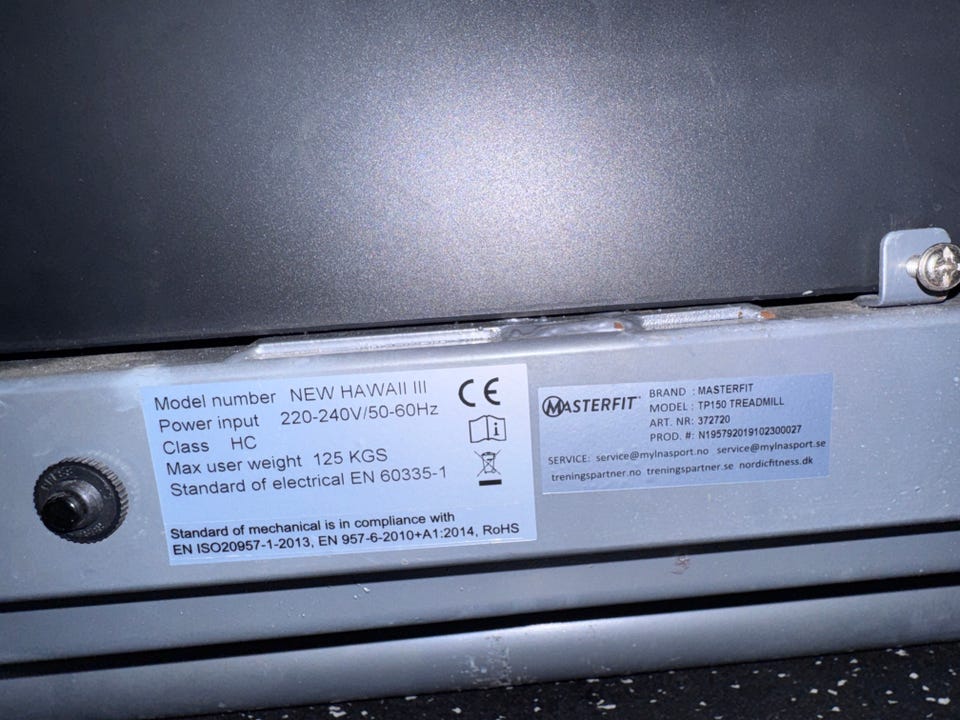 Model number NEW HAWAII III
Power input 220-240V/50-60Hz
Class HC
Max user weight 125 KGS
Standard of electrical EN 60335-1
Standard of mechanical is in compliance with
EN ISO20957-1-2013, EN 957-6-2010+A1:2014, RoHS
CE
i
MASTERFIT
BRAND : MASTERFIT
MODEL : TP150 TREADMILL
ART. NR: 372720
PROD. #: N195792019102300027
SERVICE: service@mylnasport.no service@mylnasport.se
treningspartner.no treningspartner.se nordicfitness.dk